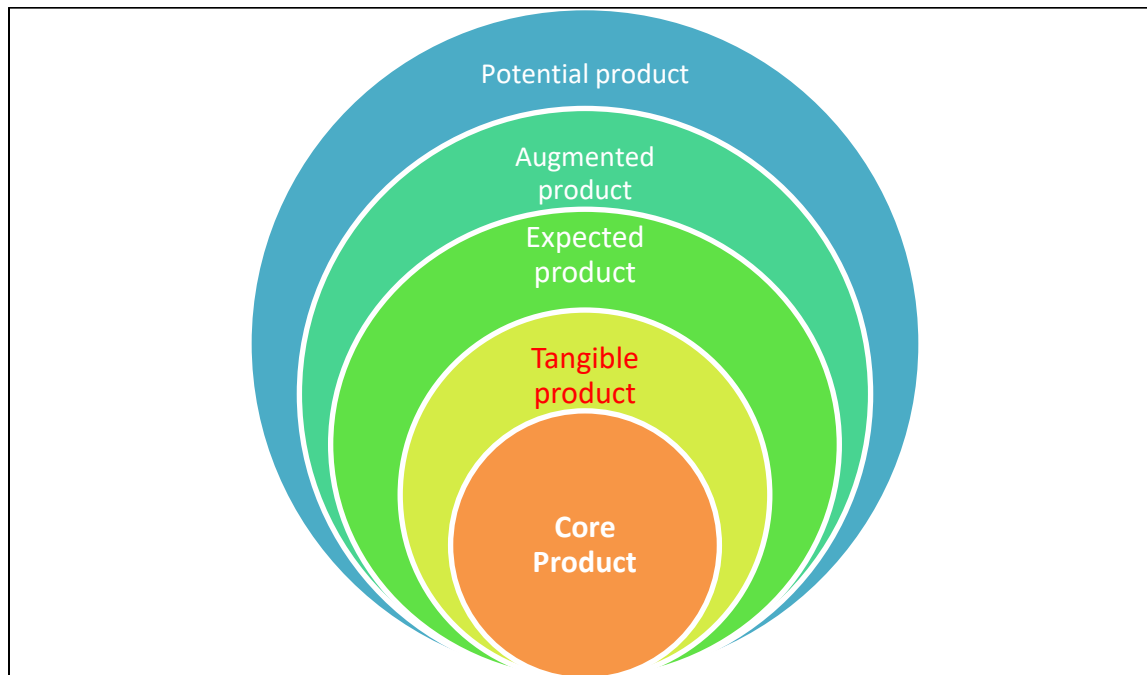 Potential product
Augmented
product
Expected
product
Tangible
product
Core
Product